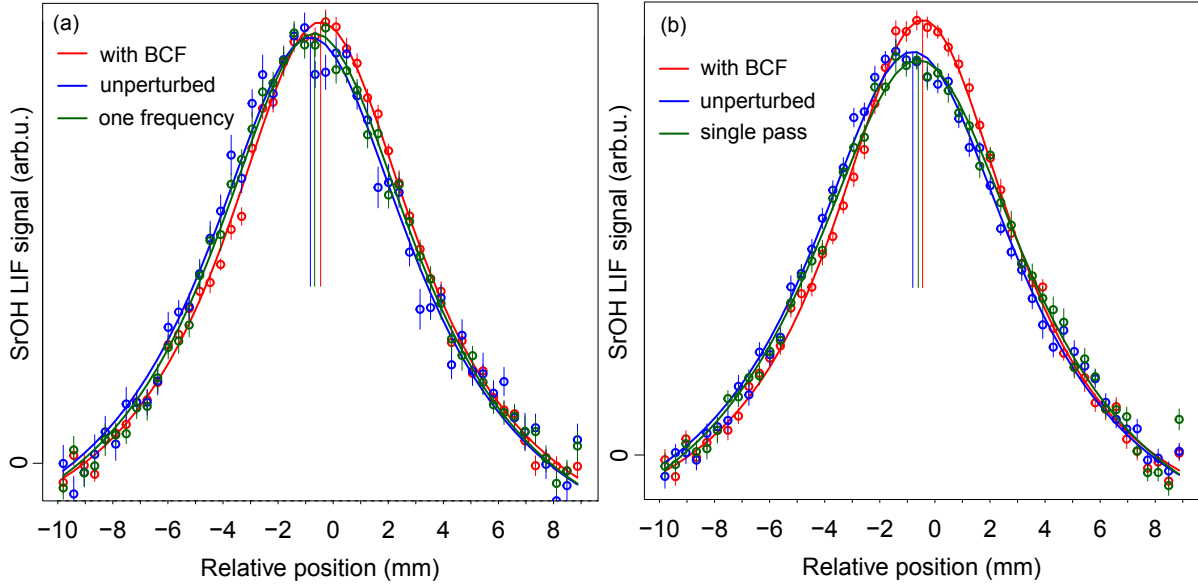 (a)
with BCF
unperturbed
one frequency
SrOH LIF signal (arb.u.)
0
−10 −8 −6 −4 −2 0 2 4 6 8
Relative position (mm)
(b)
with BCF
unperturbed
single pass
SrOH LIF signal (arb.u.)
0
−10 −8 −6 −4 −2 0 2 4 6 8
Relative position (mm)